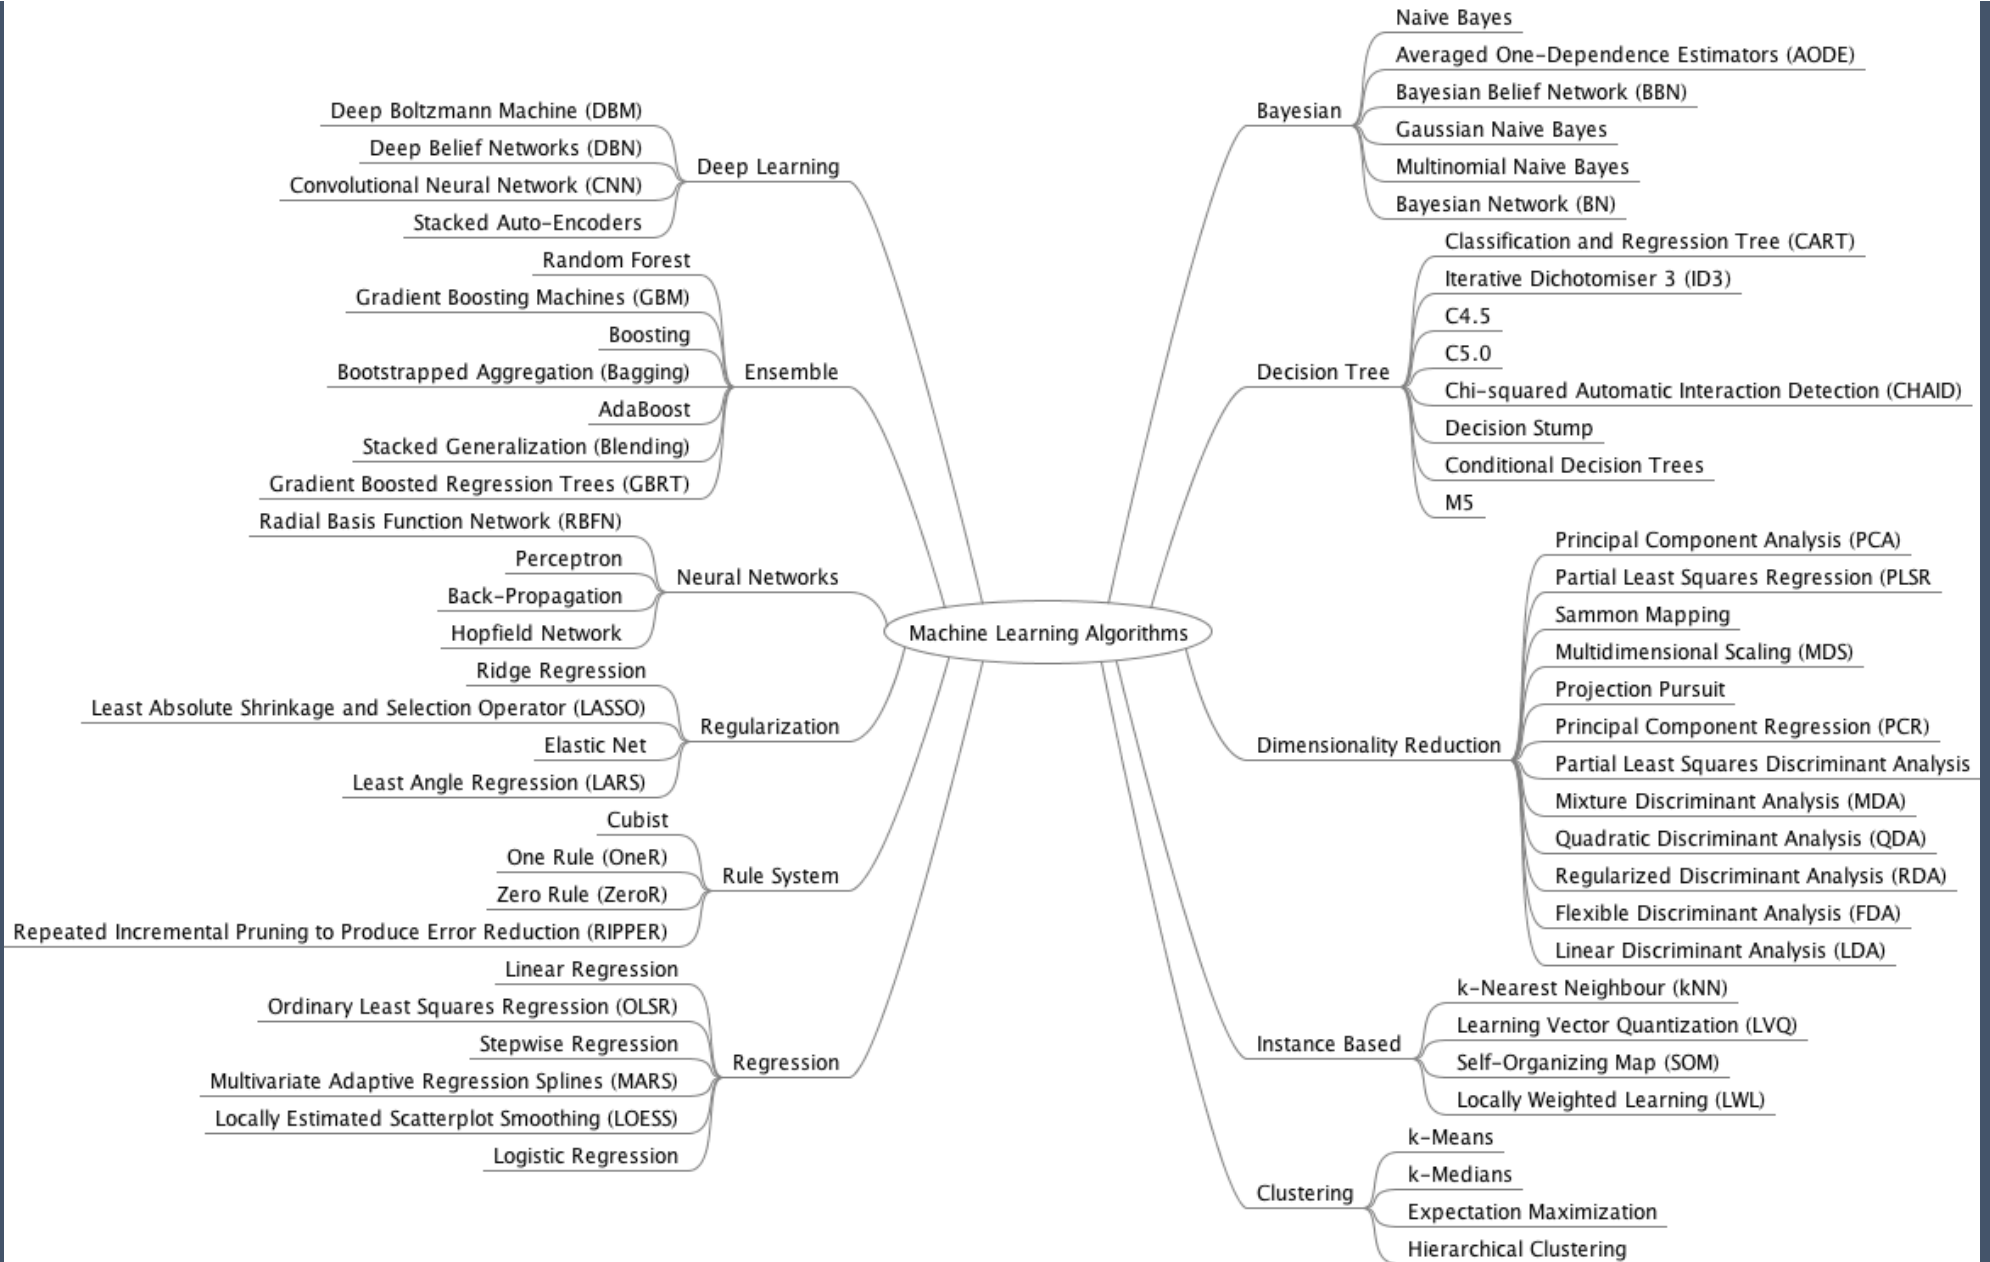 Machine Learning Algorithms
Deep Learning
Deep Boltzmann Machine (DBM)
Deep Belief Networks (DBN)
Convolutional Neural Network (CNN)
Stacked Auto-Encoders
Ensemble
Random Forest
Gradient Boosting Machines (GBM)
Boosting
Bootstrapped Aggregation (Bagging)
AdaBoost
Stacked Generalization (Blending)
Gradient Boosted Regression Trees (GBRT)
Neural Networks
Radial Basis Function Network (RBFN)
Perceptron
Back-Propagation
Hopfield Network
Regularization
Ridge Regression
Least Absolute Shrinkage and Selection Operator (LASSO)
Elastic Net
Least Angle Regression (LARS)
Rule System
Cubist
One Rule (OneR)
Zero Rule (ZeroR)
Repeated Incremental Pruning to Produce Error Reduction (RIPPER)
Regression
Linear Regression
Ordinary Least Squares Regression (OLSR)
Stepwise Regression
Multivariate Adaptive Regression Splines (MARS)
Locally Estimated Scatterplot Smoothing (LOESS)
Logistic Regression
Bayesian
Naive Bayes
Averaged One-Dependence Estimators (AODE)
Bayesian Belief Network (BBN)
Gaussian Naive Bayes
Multinomial Naive Bayes
Bayesian Network (BN)
Decision Tree
Classification and Regression Tree (CART)
Iterative Dichotomiser 3 (ID3)
C4.5
C5.0
Chi-squared Automatic Interaction Detection (CHAID)
Decision Stump
Conditional Decision Trees
M5
Dimensionality Reduction
Principal Component Analysis (PCA)
Partial Least Squares Regression (PLSR
Sammon Mapping
Multidimensional Scaling (MDS)
Projection Pursuit
Principal Component Regression (PCR)
Partial Least Squares Discriminant Analysis
Mixture Discriminant Analysis (MDA)
Quadratic Discriminant Analysis (QDA)
Regularized Discriminant Analysis (RDA)
Flexible Discriminant Analysis (FDA)
Linear Discriminant Analysis (LDA)
Instance Based
k-Nearest Neighbour (kNN)
Learning Vector Quantization (LVQ)
Self-Organizing Map (SOM)
Locally Weighted Learning (LWL)
Clustering
k-Means
k-Medians
Expectation Maximization
Hierarchical Clustering